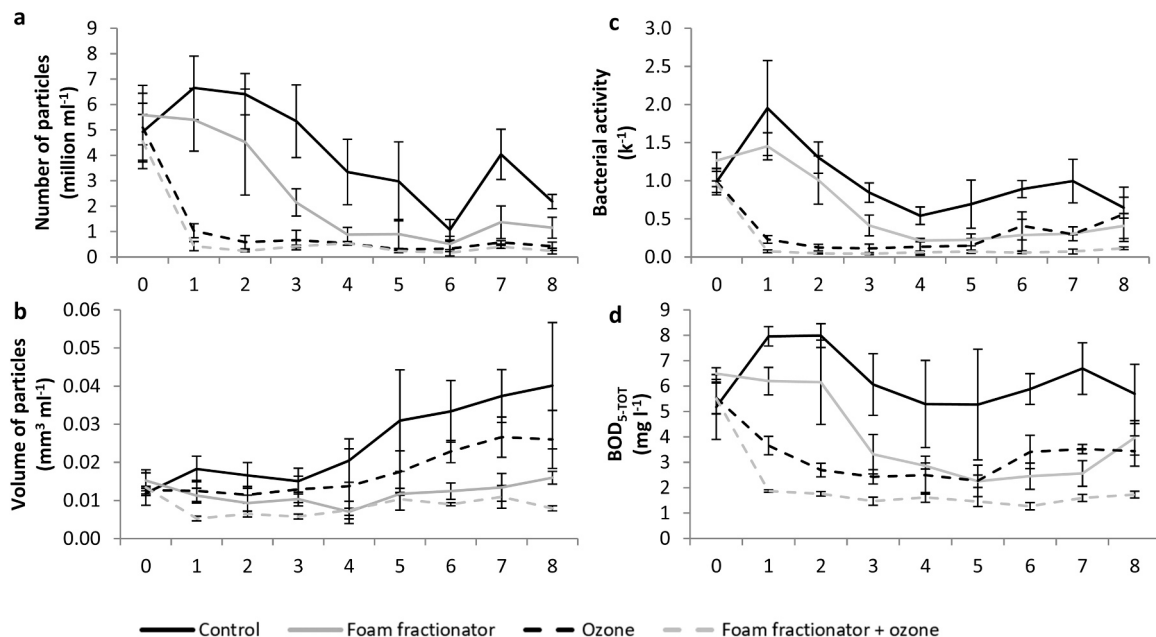 a
Number of particles
(million ml-1)
9
8
7
6
5
4
3
2
1
0
0 1 2 3 4 5 6 7 8
c
Bacterial activity
(k-1)
3.0
2.5
2.0
1.5
1.0
0.5
0.0
0 1 2 3 4 5 6 7 8
b
Volume of particles
(mm3 ml-1)
0.06
0.05
0.04
0.03
0.02
0.01
0.00
0 1 2 3 4 5 6 7 8
d
BOD5-TOT
(mg l-1)
9
8
7
6
5
4
3
2
1
0
0 1 2 3 4 5 6 7 8
Control Foam fractionator Ozone Foam fractionator + ozone